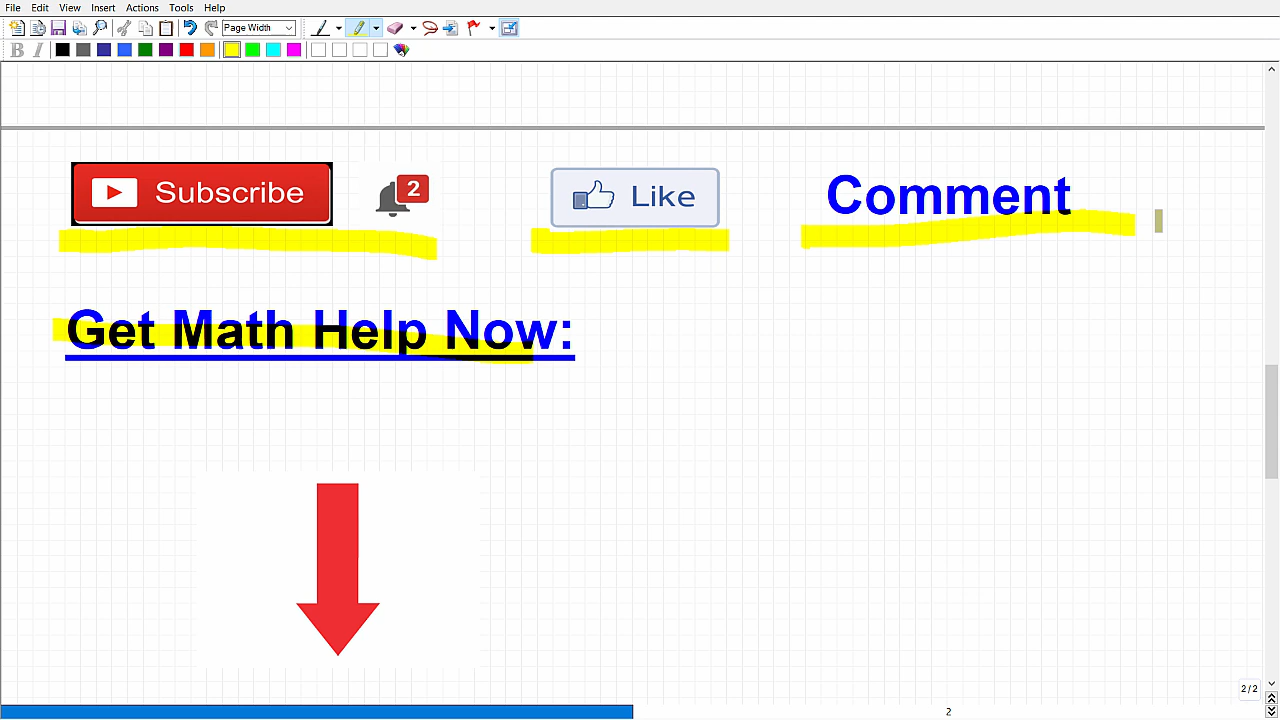 File Edit View Insert Actions Tools Help
Page Width
B I
Subscribe 2 Like Comment
Get Math Help Now:
2/2
2